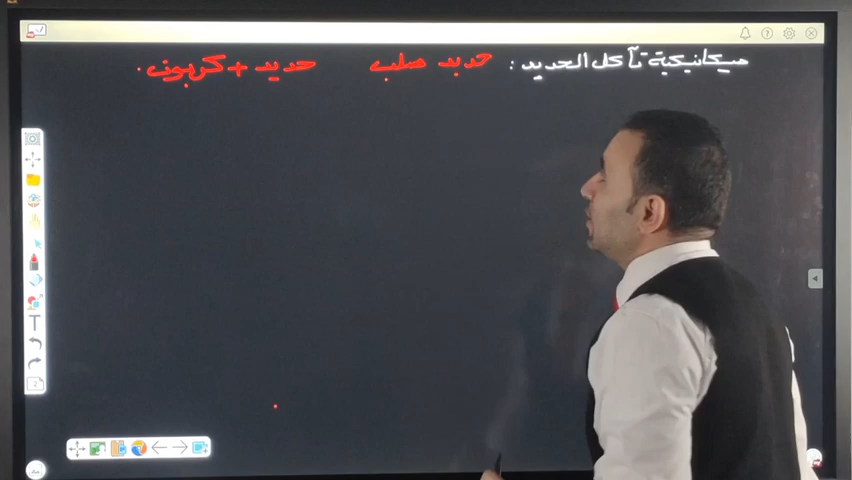 ميكانيكية تآكل الحديد : حديد صلب حديد + كربون .